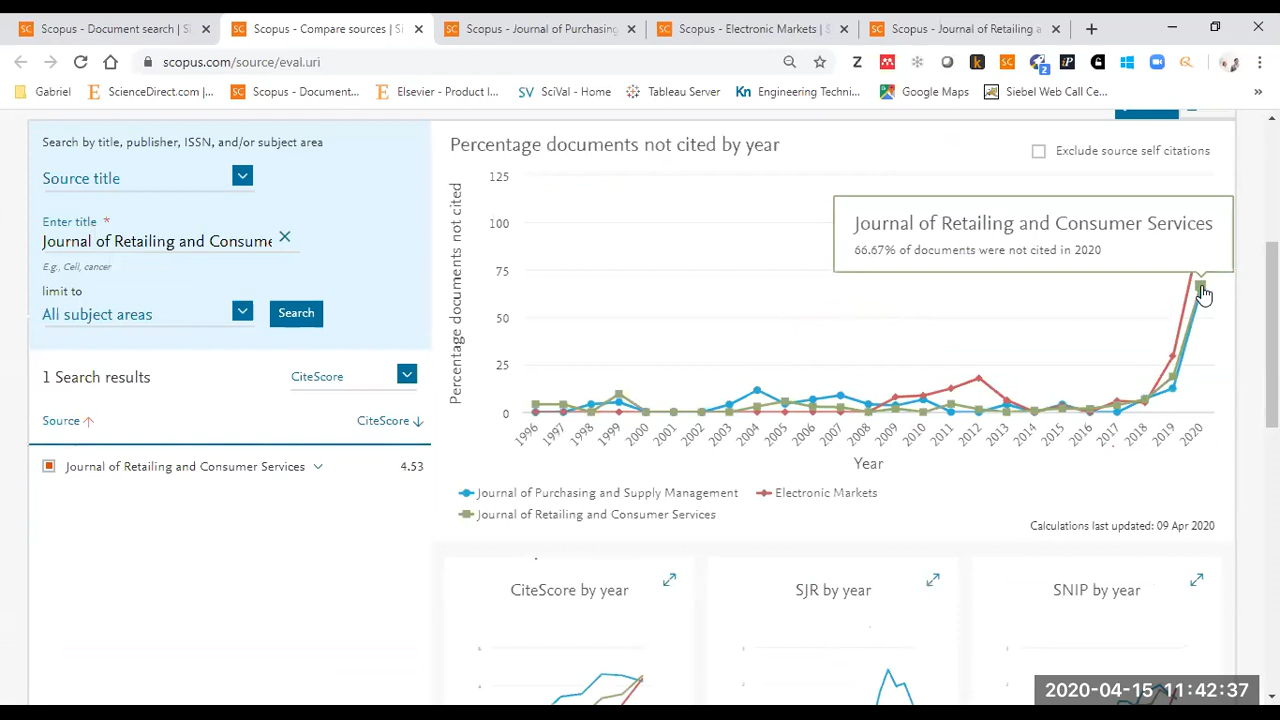 Scopus - Document search | Si
Scopus - Compare sources | Si
Scopus - Journal of Purchasing
Scopus - Electronic Markets | S
Scopus - Journal of Retailing a
scopus.com/source/eval.uri
Gabriel
ScienceDirect.com |...
Scopus - Document...
Elsevier - Product I...
SV SciVal - Home
Tableau Server
Kn Engineering Techni...
Google Maps
Siebel Web Call Ce...
»
Search by title, publisher, ISSN, and/or subject area
Source title
Enter title *
Journal of Retailing and Consume
E.g., Cell, cancer
limit to
All subject areas
Search
1 Search results
CiteScore
Source
CiteScore
Journal of Retailing and Consumer Services
4.53
Percentage documents not cited by year
Exclude source self citations
Percentage documents not cited
125
100
75
50
25
0
Journal of Retailing and Consumer Services
66.67% of documents were not cited in 2020
1996 1997 1998 1999 2000 2001 2002 2003 2004 2005 2006 2007 2008 2009 2010 2011 2012 2013 2014 2015 2016 2017 2018 2019 2020
Year
Journal of Purchasing and Supply Management
Electronic Markets
Journal of Retailing and Consumer Services
Calculations last updated: 09 Apr 2020
CiteScore by year
SJR by year
SNIP by year
2020-04-15 11:42:37